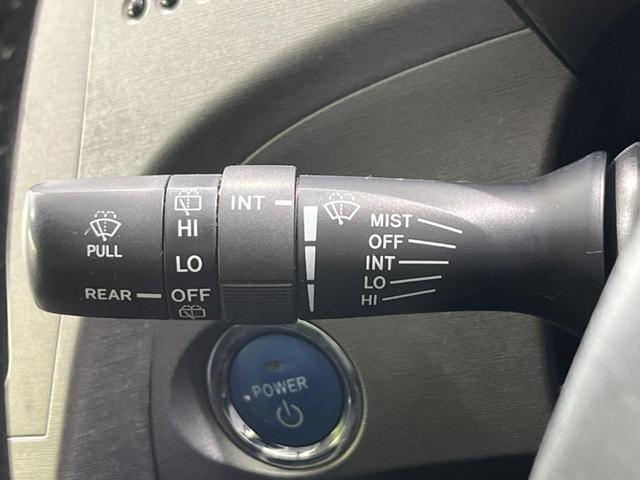 PULL
REAR
HI
LO
OFF
INT
MIST
OFF
INT
LO
HI
POWER